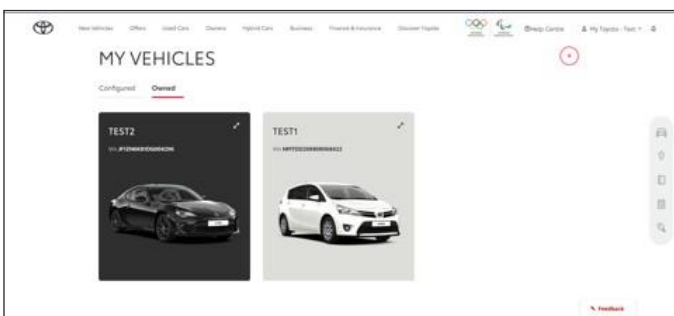 New Vehicles Offers Used Cars Owners Hybrid Cars Business Finance & Insurance Discover Toyota Help Centre My Toyota - Test
MY VEHICLES
Configured Owned
TEST2 TEST1
VIN
Feedback